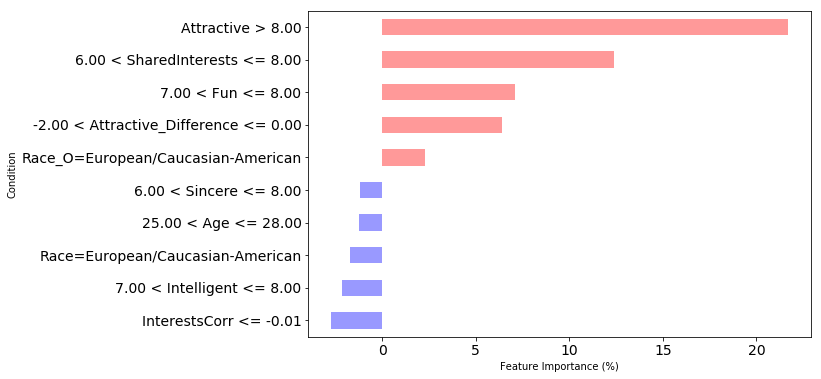 Attractive > 8.00
6.00 < SharedInterests <= 8.00
7.00 < Fun <= 8.00
-2.00 < Attractive_Difference <= 0.00
Race_O=European/Caucasian-American
6.00 < Sincere <= 8.00
25.00 < Age <= 28.00
Race=European/Caucasian-American
7.00 < Intelligent <= 8.00
InterestsCorr <= -0.01
Condition
0 5 10 15 20
Feature Importance (%)